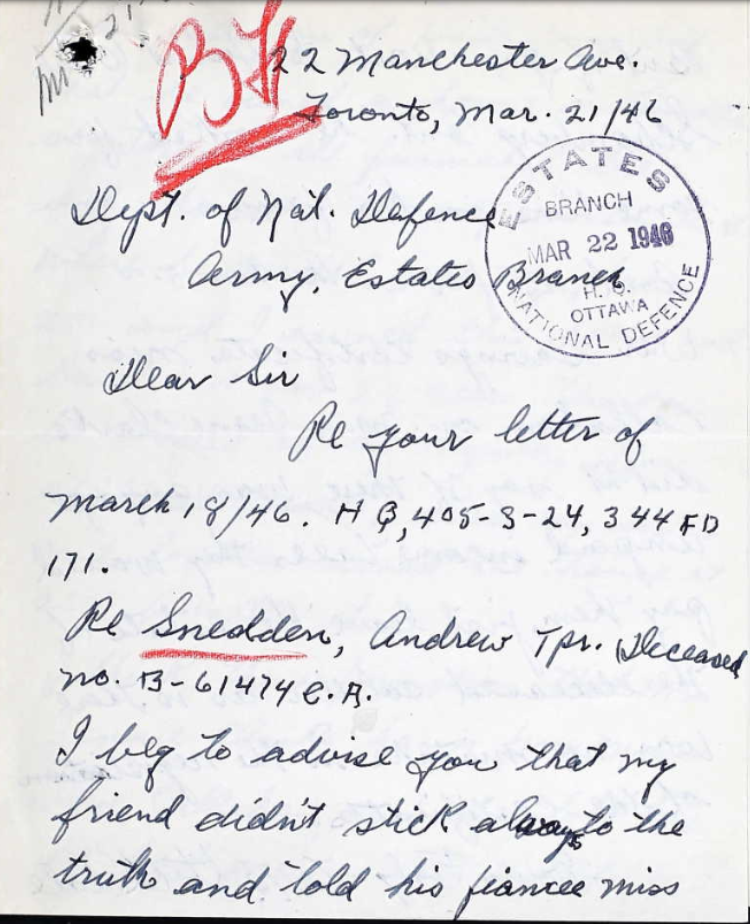 21
BF
22 Manchester Ave.
Toronto, Mar. 21/46
ESTATES
BRANCH
MAR 22 1946
H.Q.
OTTAWA
NATIONAL DEFENCE
Dept. of Nat. Defence
Army, Estates Branch
Dear Sir
Re your letter of
March 18/46. H Q, 405-S-24, 344 FD
171.
Re Snedden, Andrew Tpr. Deceased
no. B-61474 C.A.
I beg to advise you that my
friend didn't stick always to the
truth and told his fiancee miss